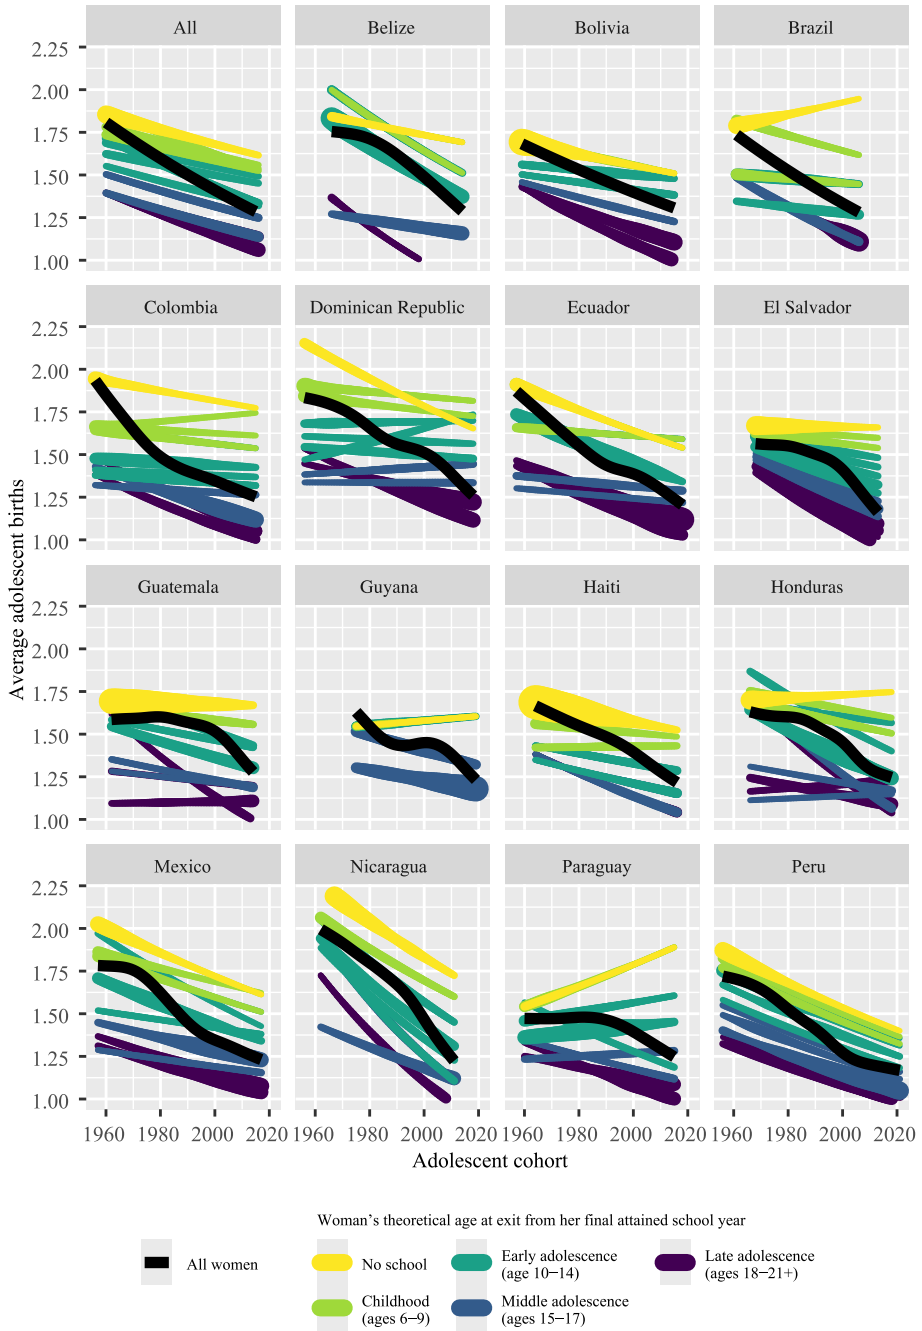 All Belize Bolivia Brazil
2.25
2.00
1.75
1.50
1.25
1.00
Colombia Dominican Republic Ecuador El Salvador
2.25
2.00
1.75
1.50
1.25
1.00
Average adolescent births
Guatemala Guyana Haiti Honduras
2.25
2.00
1.75
1.50
1.25
1.00
Mexico Nicaragua Paraguay Peru
2.25
2.00
1.75
1.50
1.25
1.00
1960 1980 2000 2020 1960 1980 2000 2020 1960 1980 2000 2020 1960 1980 2000 2020
Adolescent cohort
Woman's theoretical age at exit from her final attained school year
All women
No school
Childhood
(ages 6–9)
Early adolescence
(age 10–14)
Middle adolescence
(ages 15–17)
Late adolescence
(ages 18–21+)